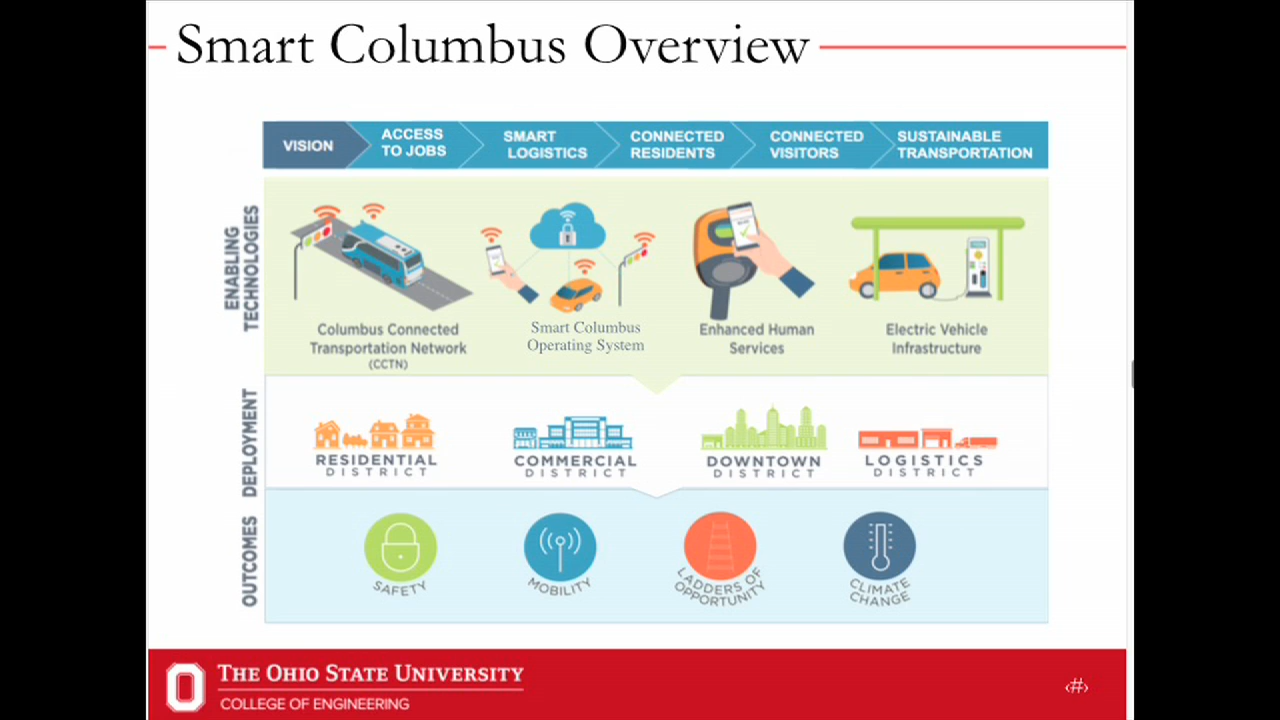 Smart Columbus Overview
VISION
ACCESS
TO JOBS
SMART
LOGISTICS
CONNECTED
RESIDENTS
CONNECTED
VISITORS
SUSTAINABLE
TRANSPORTATION
ENABLING
TECHNOLOGIES
Columbus Connected
Transportation Network
(CCTN)
Smart Columbus
Operating System
Enhanced Human
Services
Electric Vehicle
Infrastructure
DEPLOYMENT
RESIDENTIAL
DISTRICT
COMMERCIAL
DISTRICT
DOWNTOWN
DISTRICT
LOGISTICS
DISTRICT
OUTCOMES
SAFETY
MOBILITY
LADDERS OF
OPPORTUNITY
CLIMATE
CHANGE
THE OHIO STATE UNIVERSITY
COLLEGE OF ENGINEERING
‹#›